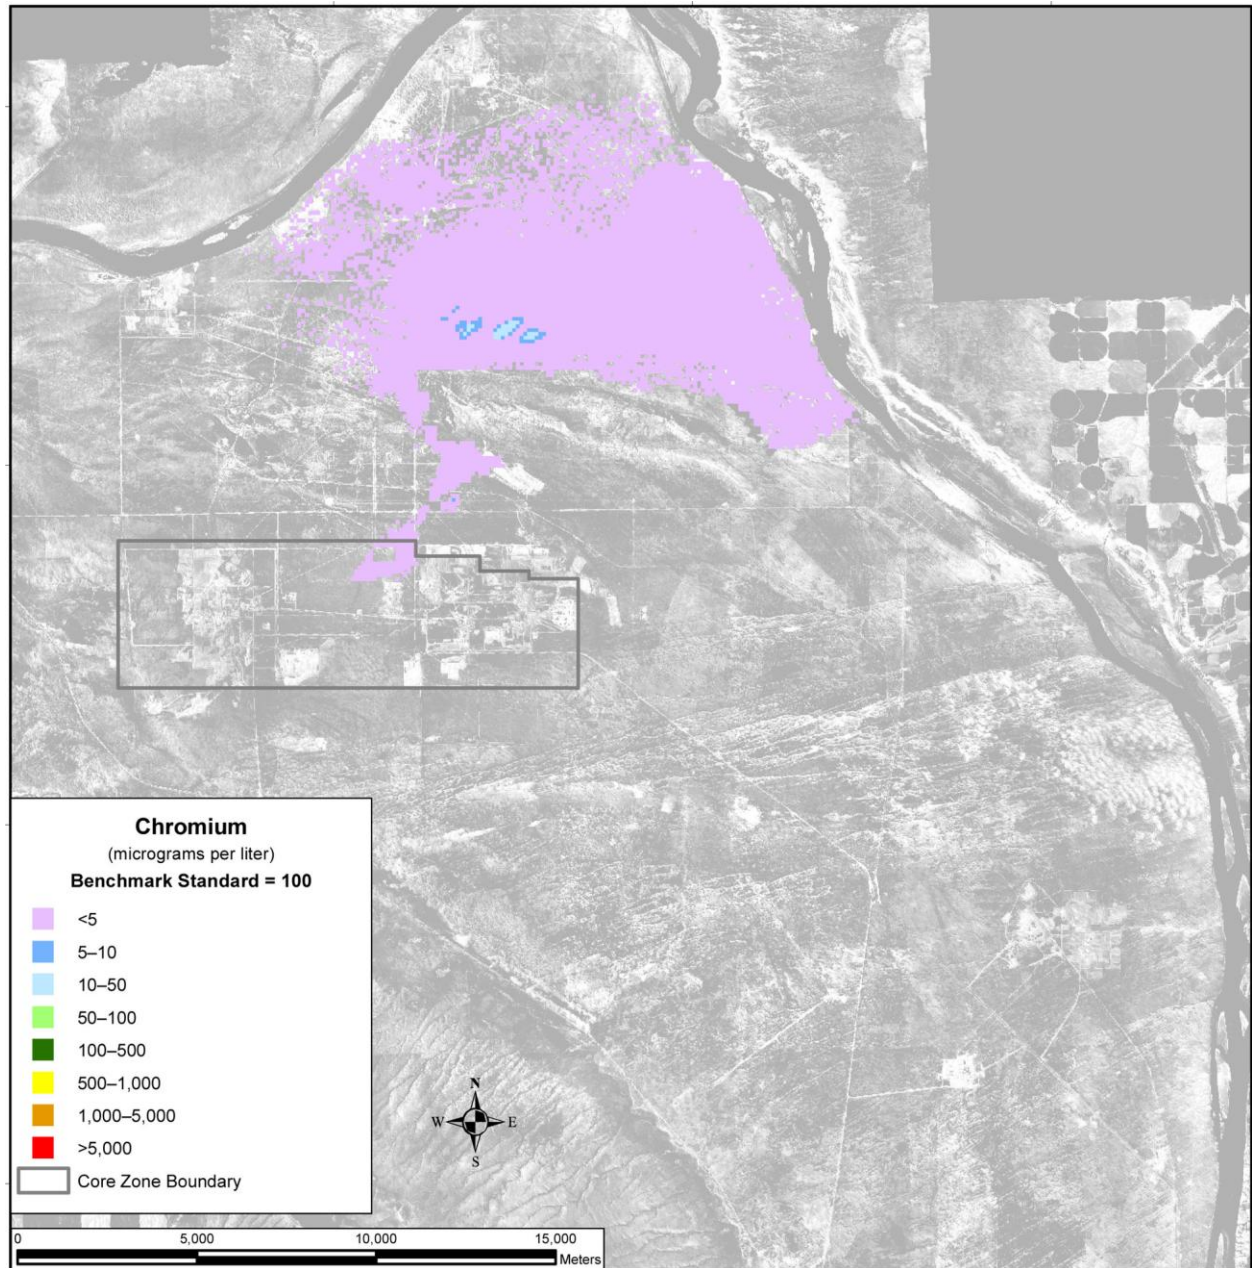 Chromium
(micrograms per liter)
Benchmark Standard = 100
<5
5–10
10–50
50–100
100–500
500–1,000
1,000–5,000
>5,000
Core Zone Boundary
N
W E
S
0 5,000 10,000 15,000
Meters